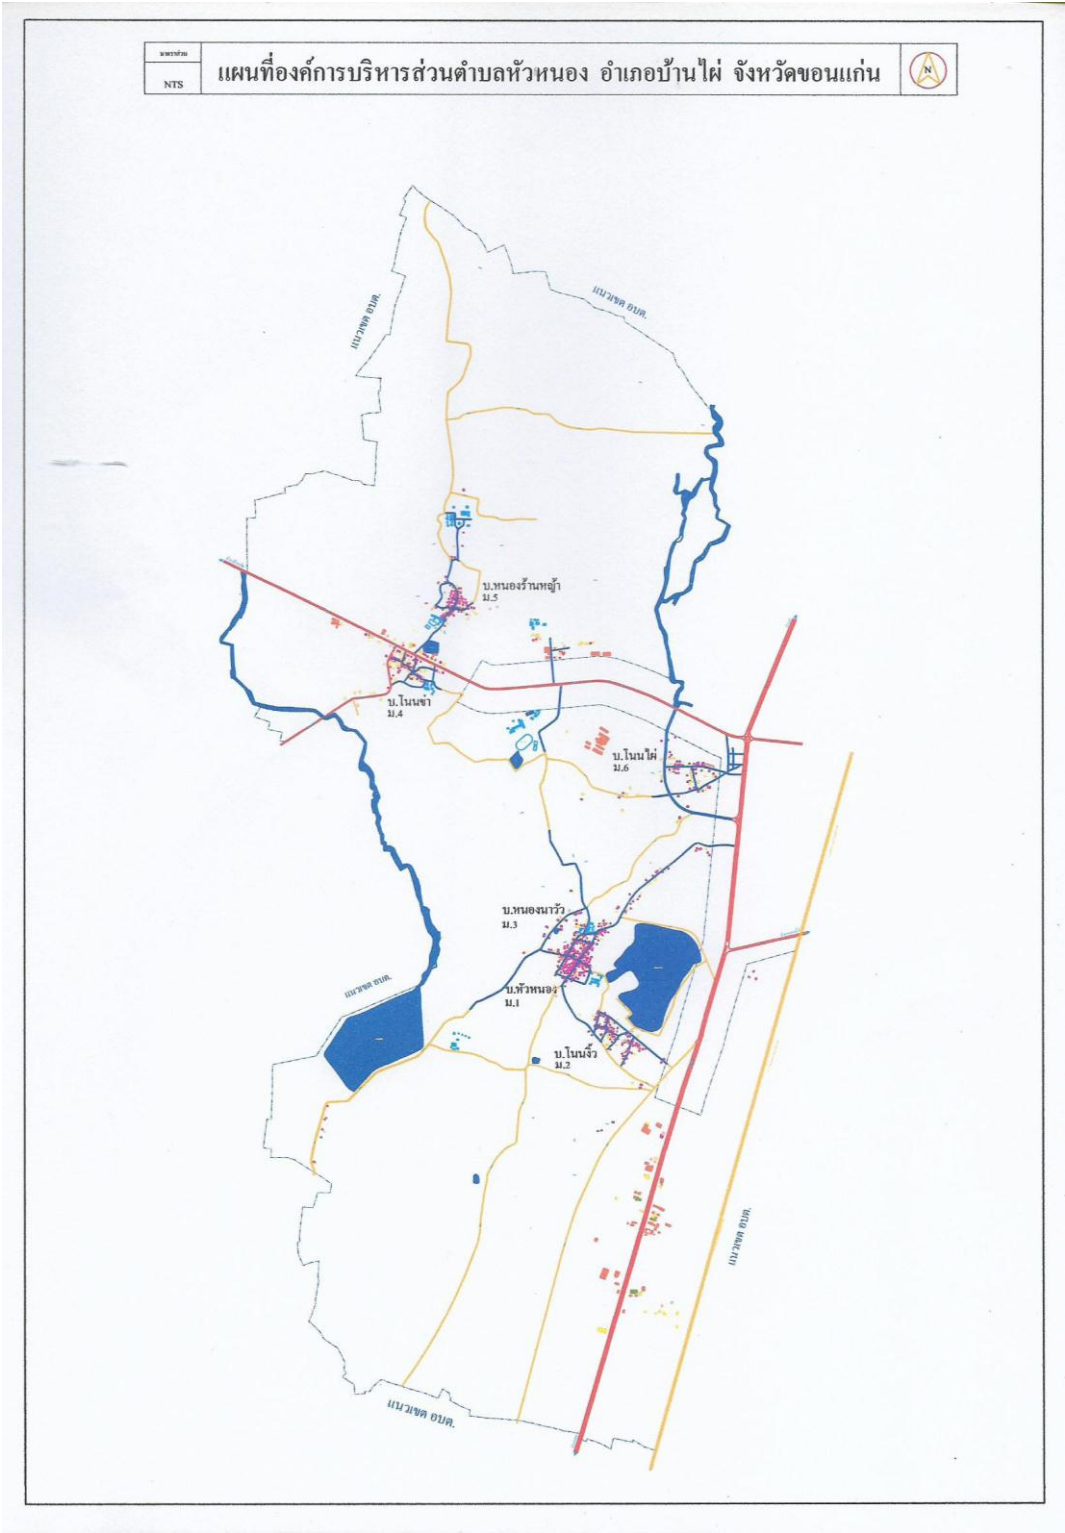 มาตราส่วน
NTS
แผนที่องค์การบริหารส่วนตำบลหัวหนอง อำเภอบ้านไผ่ จังหวัดขอนแก่น
N
แนวเขต อบต.
แนวเขต อบต.
บ.หนองร้านหญ้า
ม.5
บ.โนนข่า
ม.4
บ.โนนไผ่
ม.6
บ.หนองนาวัว
ม.3
แนวเขต อบต.
บ.หัวหนอง
ม.1
บ.โนนงิ้ว
ม.2
แนวเขต อบต.
แนวเขต อบต.